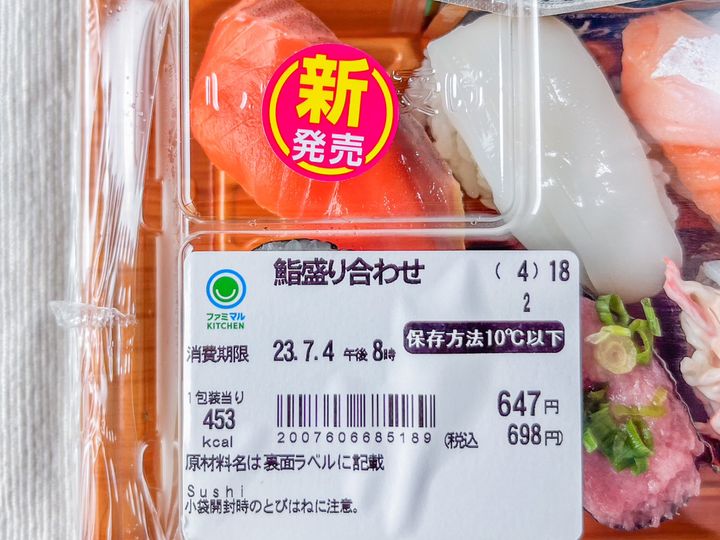 新
発売
鮨盛り合わせ (4)18
2
ファミマル
KITCHEN
保存方法10℃以下
消費期限 23.7.4 午後8時
1包装当り
453
kcal
2007606685189
647円
(税込 698円)
原材料名は裏面ラベルに記載
Sushi
小袋開封時のとびはねに注意。